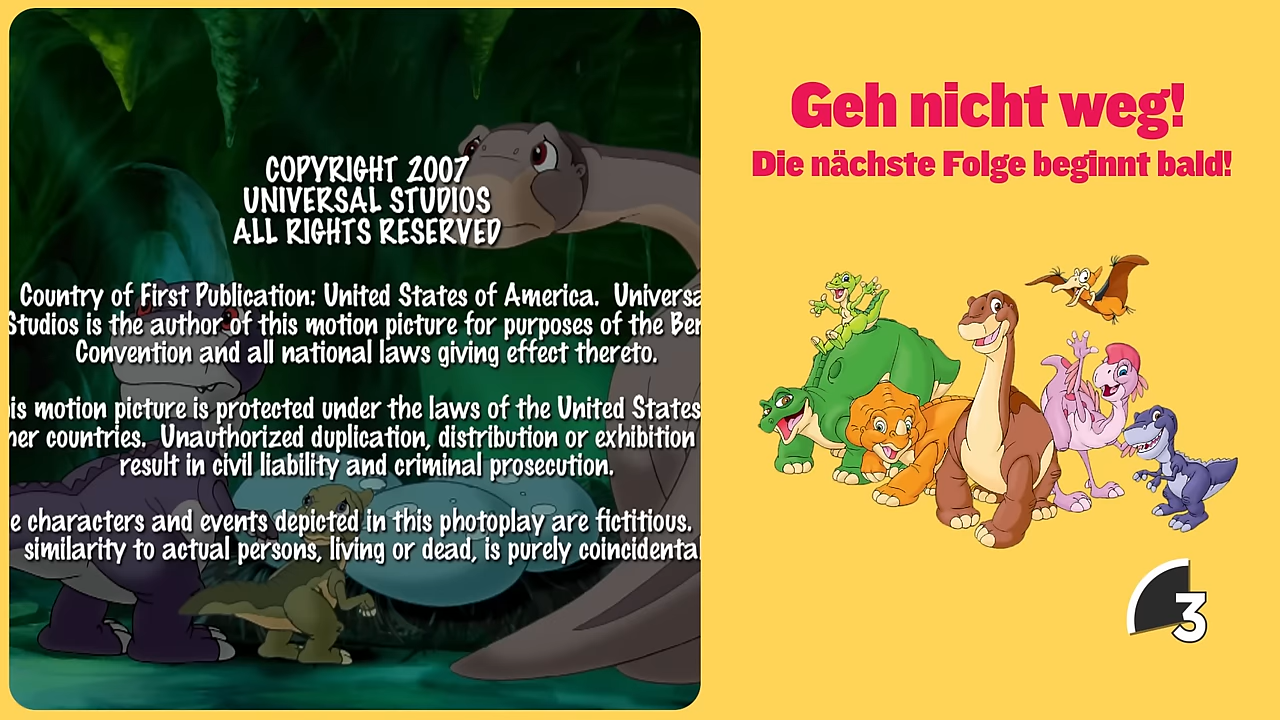 COPYRIGHT 2007
UNIVERSAL STUDIOS
ALL RIGHTS RESERVED
Country of First Publication: United States of America. Universa
Studios is the author of this motion picture for purposes of the Ber
Convention and all national laws giving effect thereto.
is motion picture is protected under the laws of the United States
her countries. Unauthorized duplication, distribution or exhibition
result in civil liability and criminal prosecution.
e characters and events depicted in this photoplay are fictitious.
similarity to actual persons, living or dead, is purely coincidental
Geh nicht weg!
Die nächste Folge beginnt bald!
3